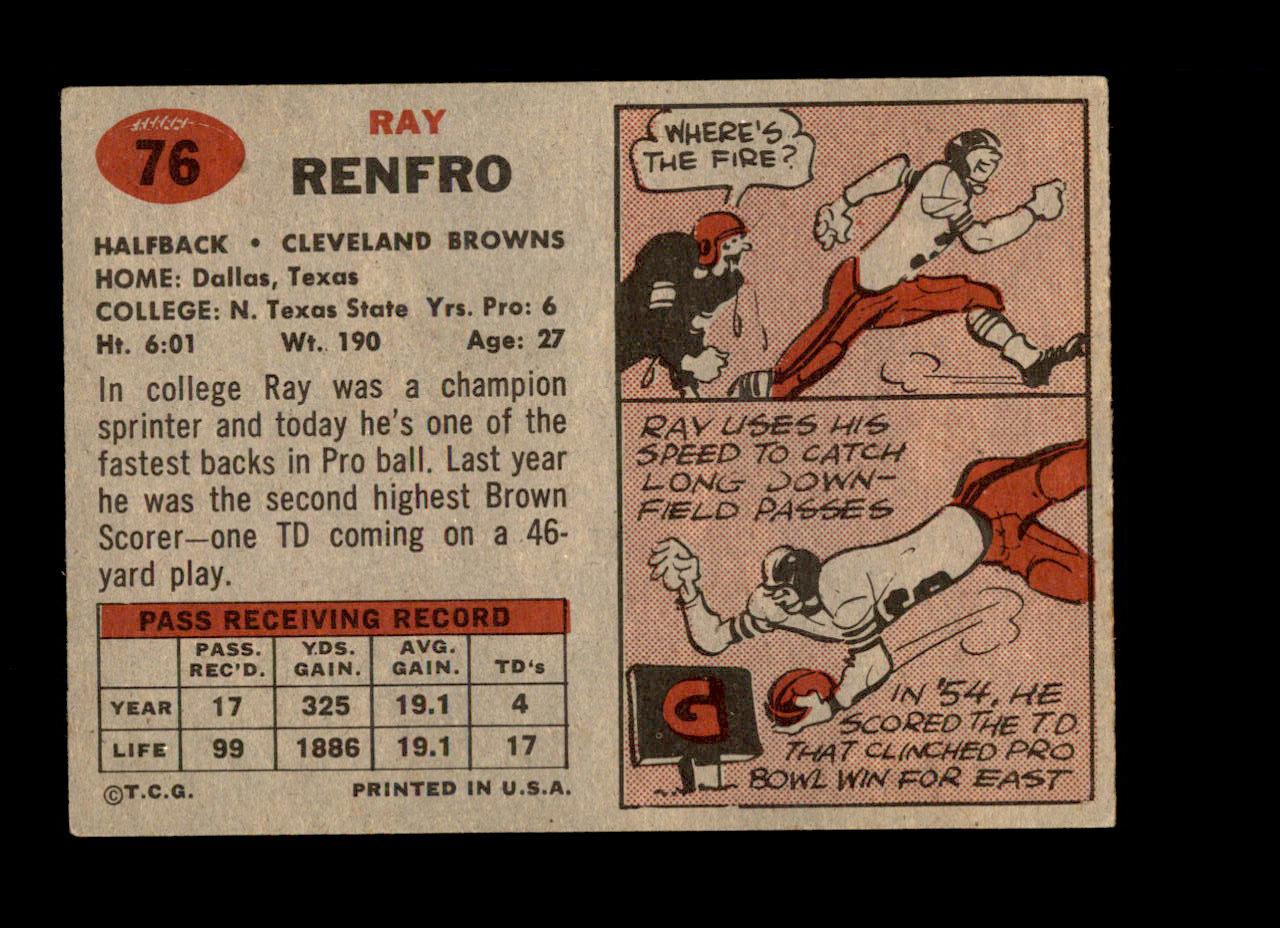 76
RAY
RENFRO
HALFBACK • CLEVELAND BROWNS
HOME: Dallas, Texas
COLLEGE: N. Texas State Yrs. Pro: 6
Ht. 6:01 Wt. 190 Age: 27
In college Ray was a champion
sprinter and today he's one of the
fastest backs in Pro ball. Last year
he was the second highest Brown
Scorer—one TD coming on a 46-
yard play.
PASS RECEIVING RECORD
PASS. REC'D. YDS. GAIN. AVG. GAIN. TD's
YEAR 17 325 19.1 4
LIFE 99 1886 19.1 17
©T.C.G. PRINTED IN U.S.A.
WHERE'S
THE FIRE?
RAY USES HIS
SPEED TO CATCH
LONG DOWN-
FIELD PASSES
G
IN '54, HE
SCORED THE TD
THAT CLINCHED PRO
BOWL WIN FOR EAST